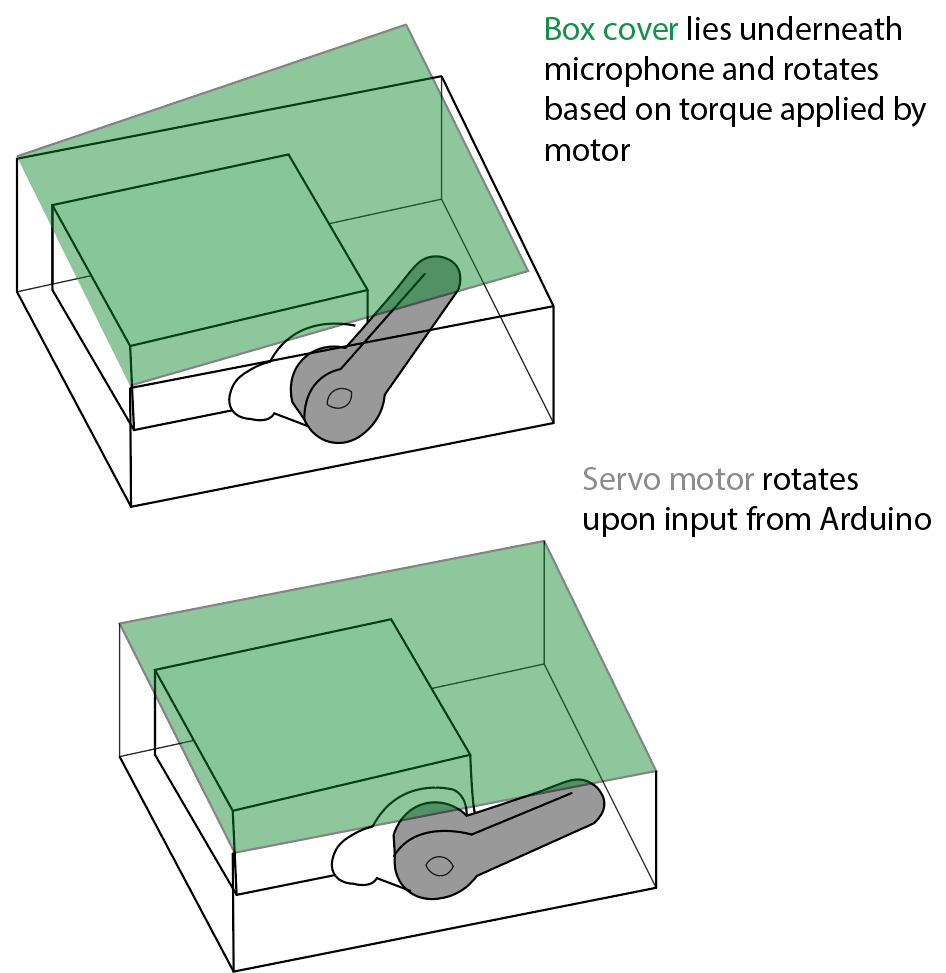 Box cover lies underneath
microphone and rotates
based on torque applied by
motor
Servo motor rotates
upon input from Arduino